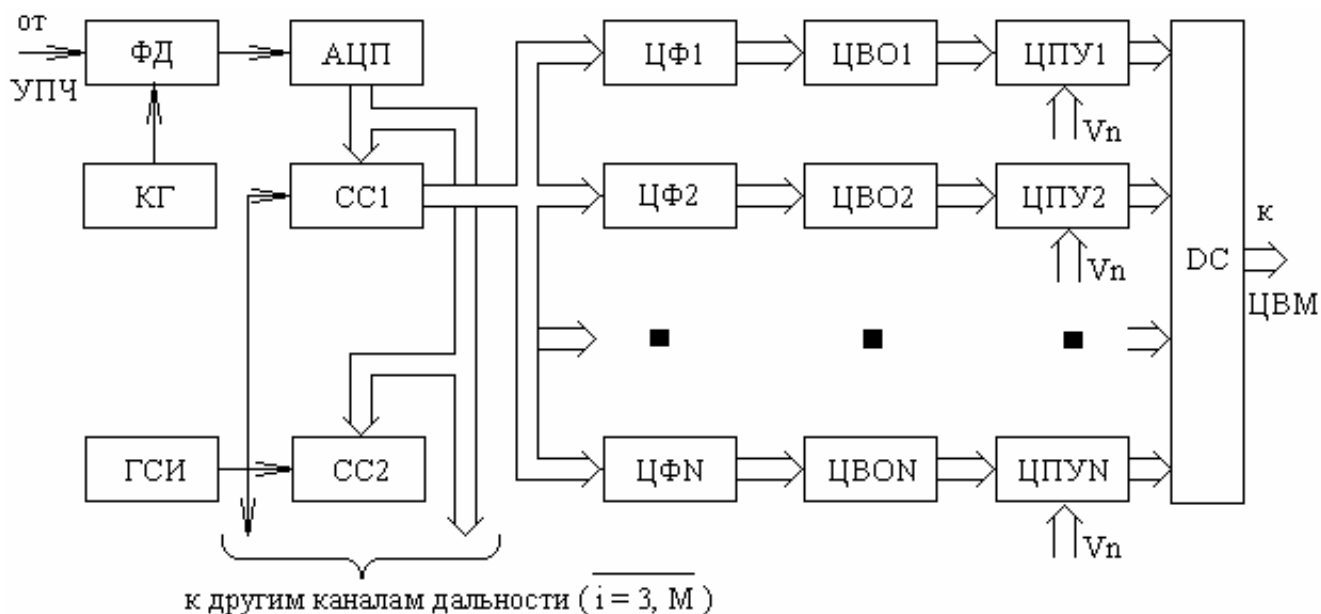 от
УПЧ
ФД
АЦП
ЦФ1
ЦВО1
ЦПУ1
Vn
КГ
СС1
ЦФ2
ЦВО2
ЦПУ2
Vn
DC
к
ЦВМ
ГСИ
СС2
ЦФN
ЦВОN
ЦПУN
Vn
к другим каналам дальности ( i = 3, M )